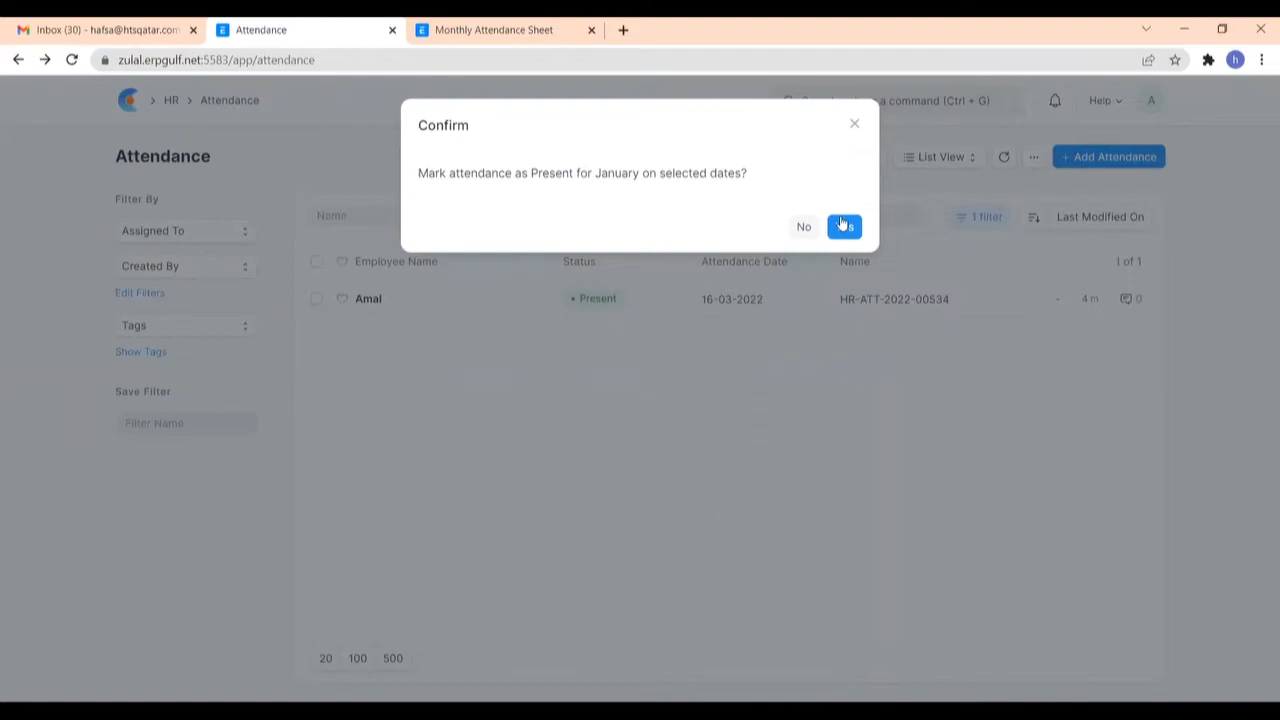 Inbox (30) - hafsa@htsqatar.com
Attendance
Monthly Attendance Sheet
zulal.erpgulf.net:5583/app/attendance
h
HR
Attendance
a command (Ctrl + G)
Help
A
Confirm
Mark attendance as Present for January on selected dates?
No
Attendance
List View
+ Add Attendance
Filter By
Assigned To
Created By
Edit Filters
Tags
Show Tags
Save Filter
Filter Name
Name
1 filter
Last Modified On
Employee Name
Status
Attendance Date
Name
1 of 1
Amal
• Present
16-03-2022
HR-ATT-2022-00534
-
4 m
0
20
100
500